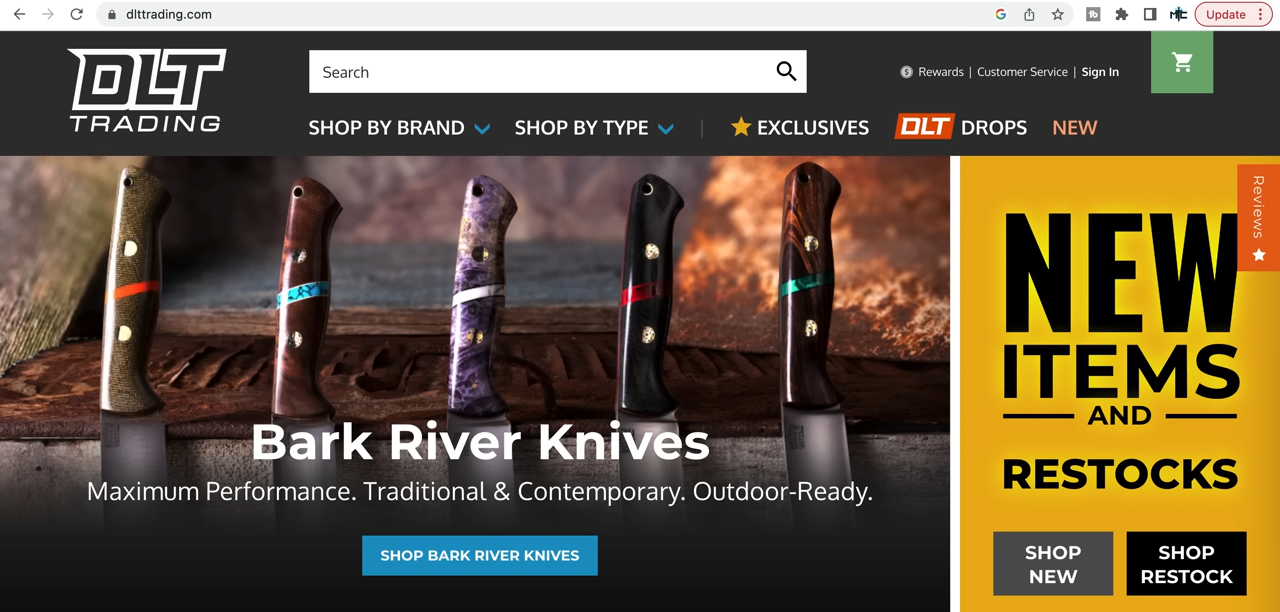 dlttrading.com
Update
DLT
TRADING
Search
Rewards | Customer Service | Sign In
SHOP BY BRAND
SHOP BY TYPE
EXCLUSIVES
DLT DROPS
NEW
Bark River Knives
Maximum Performance. Traditional & Contemporary. Outdoor-Ready.
SHOP BARK RIVER KNIVES
Reviews
NEW
ITEMS
AND
RESTOCKS
SHOP
NEW
SHOP
RESTOCK